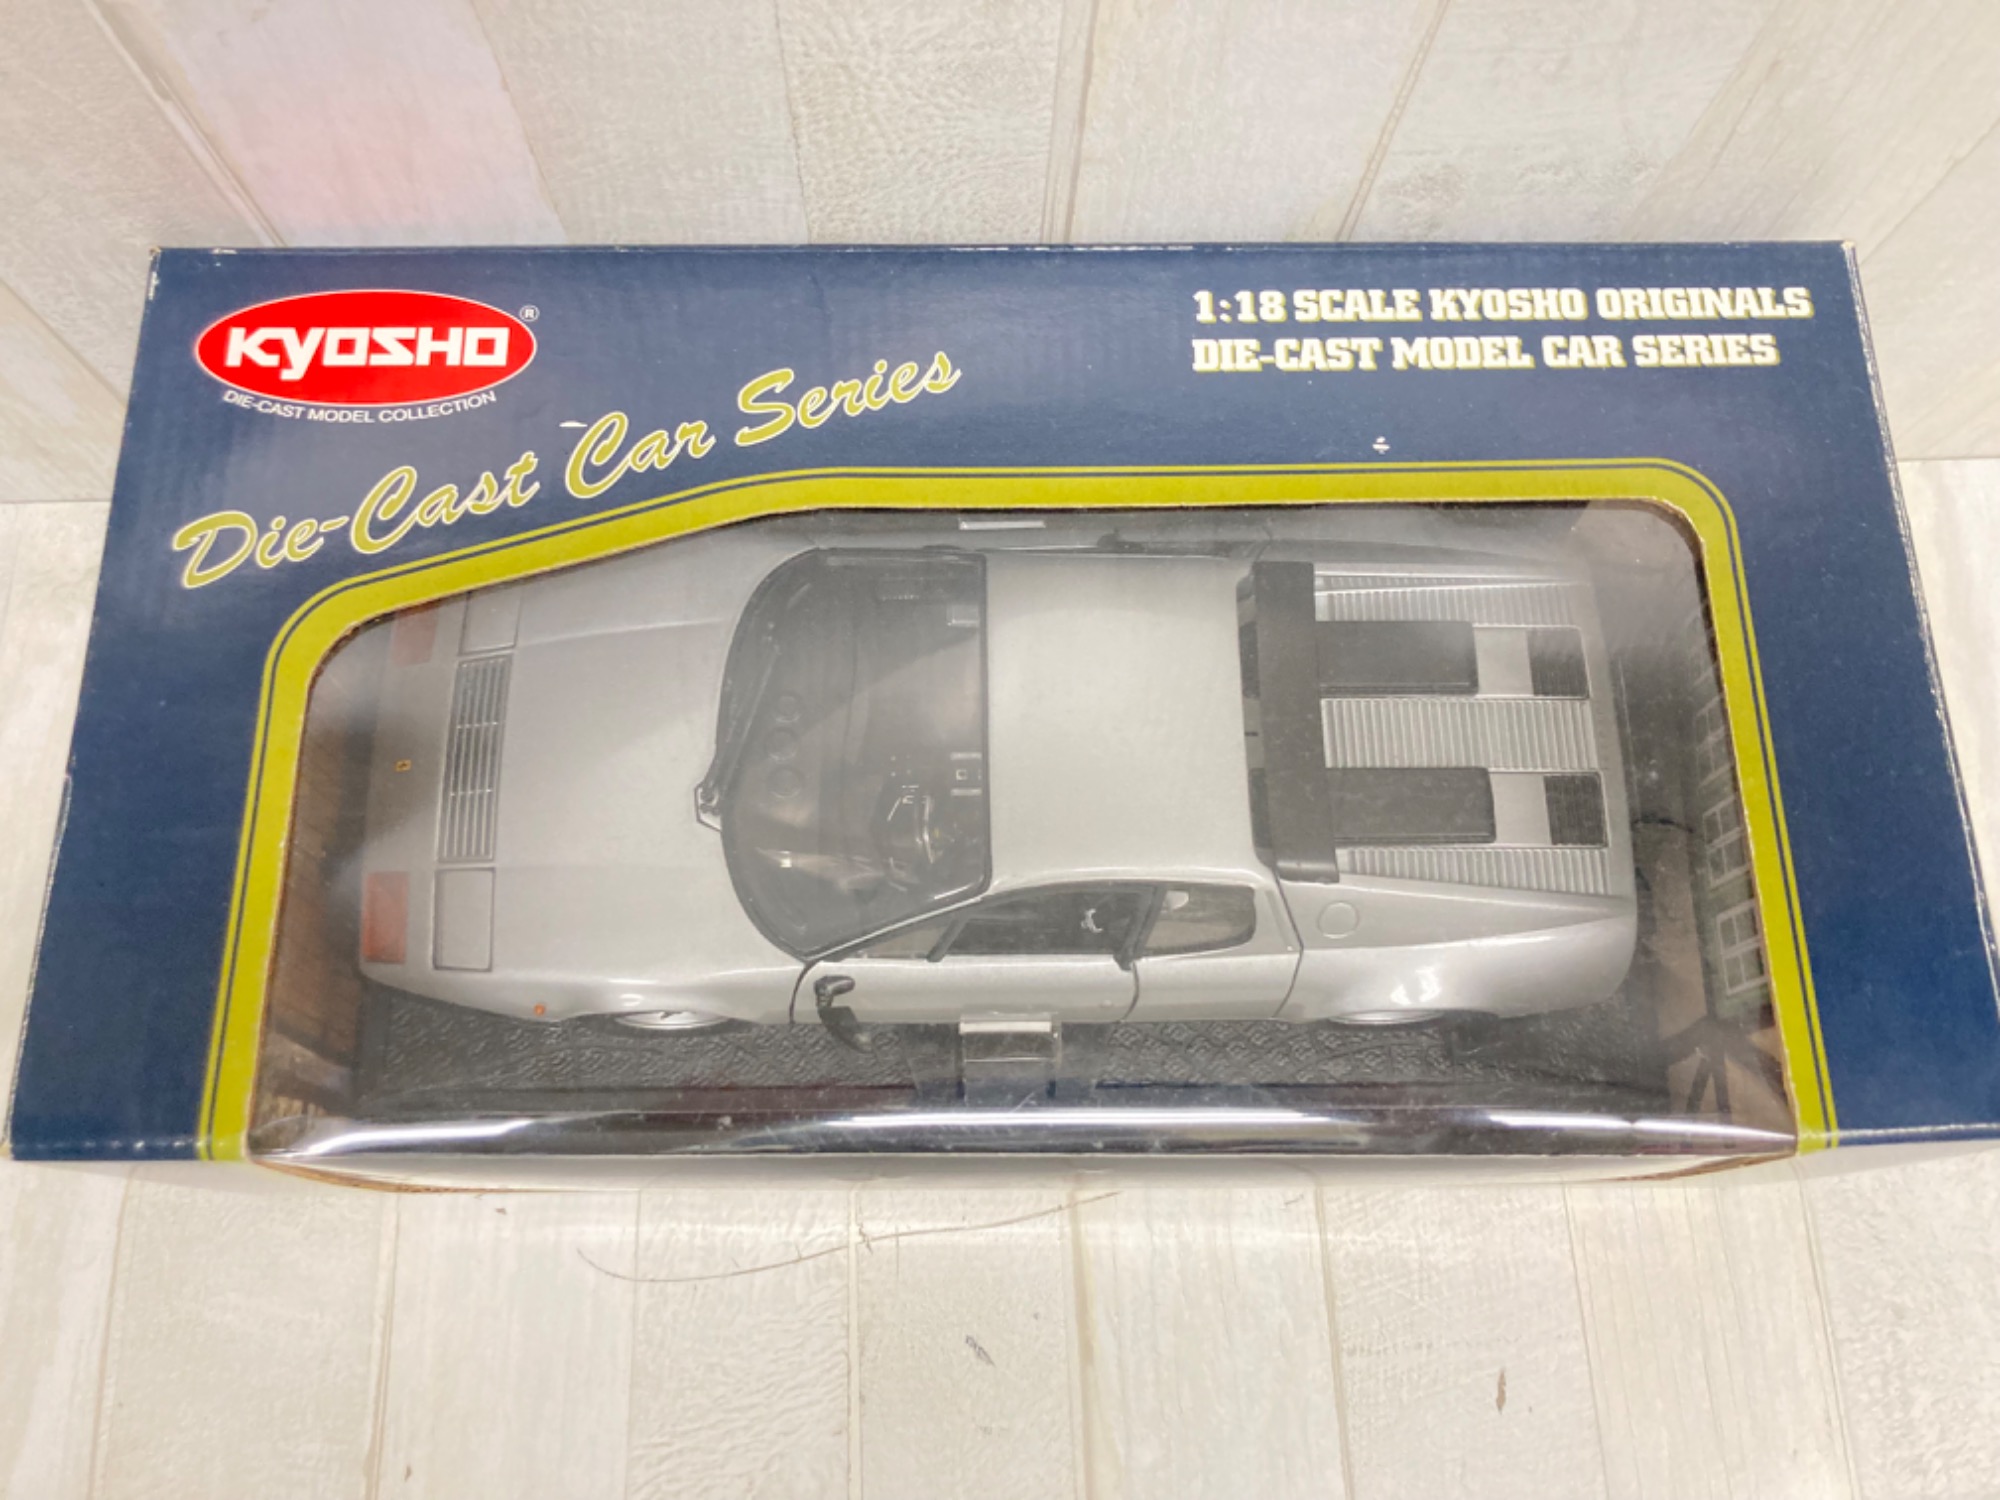 KYOSHO ®
DIE-CAST MODEL COLLECTION
Die-Cast Car Series
1:18 SCALE KYOSHO ORIGINALS
DIE-CAST MODEL CAR SERIES